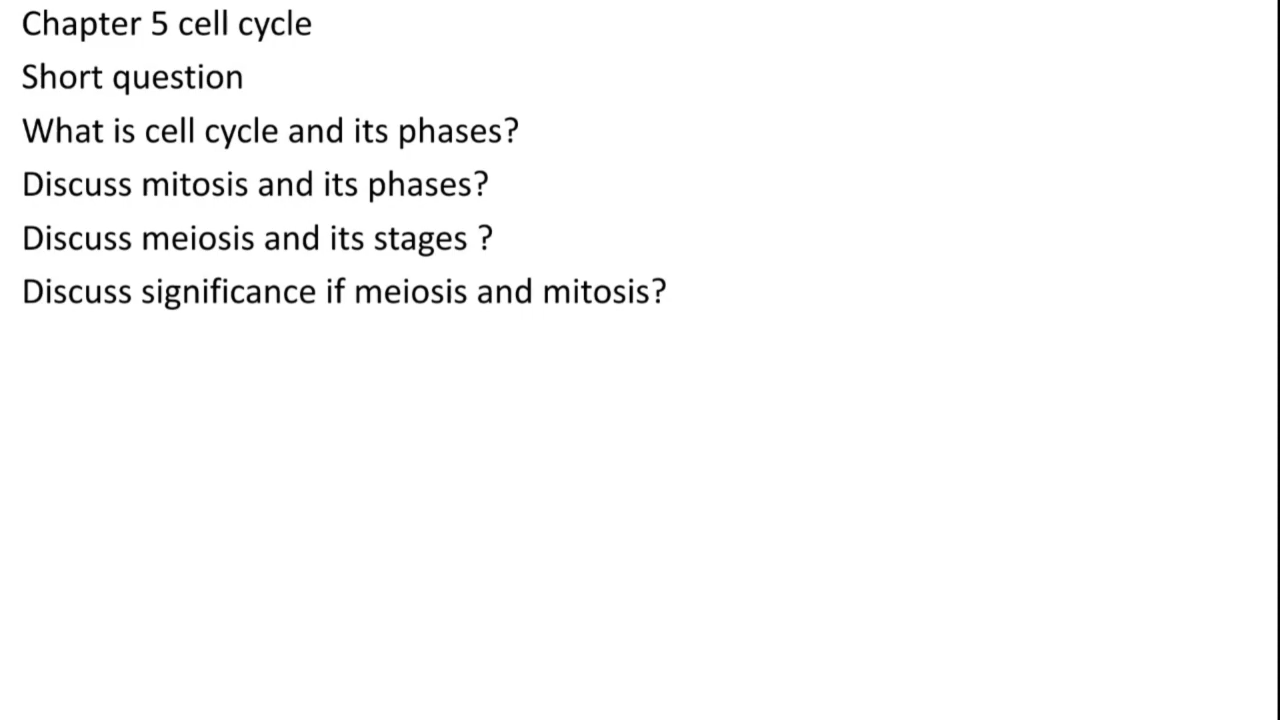 Chapter 5 cell cycle
Short question
What is cell cycle and its phases?
Discuss mitosis and its phases?
Discuss meiosis and its stages ?
Discuss significance if meiosis and mitosis?